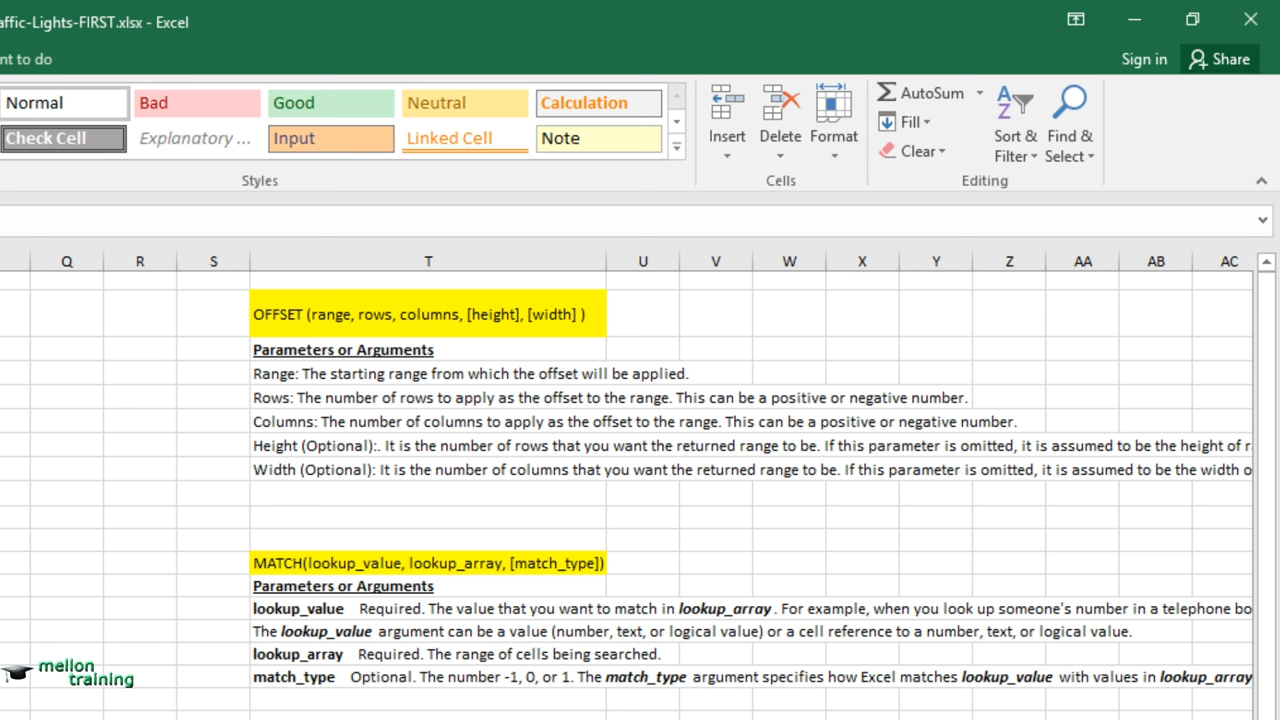 affic-Lights-FIRST.xlsx - Excel
nt to do
Sign in Share
Normal Bad Good Neutral Calculation
Check Cell Explanatory ... Input Linked Cell Note
Insert Delete Format
AutoSum
Fill
Clear
Sort & Filter
Find & Select
Styles Cells Editing
Q R S T U V W X Y Z AA AB AC
OFFSET (range, rows, columns, [height], [width] )
Parameters or Arguments
Range: The starting range from which the offset will be applied.
Rows: The number of rows to apply as the offset to the range. This can be a positive or negative number.
Columns: The number of columns to apply as the offset to the range. This can be a positive or negative number.
Height (Optional):. It is the number of rows that you want the returned range to be. If this parameter is omitted, it is assumed to be the height of r
Width (Optional): It is the number of columns that you want the returned range to be. If this parameter is omitted, it is assumed to be the width o
MATCH(lookup_value, lookup_array, [match_type])
Parameters or Arguments
lookup_value Required. The value that you want to match in lookup_array. For example, when you look up someone's number in a telephone bo
The lookup_value argument can be a value (number, text, or logical value) or a cell reference to a number, text, or logical value.
lookup_array Required. The range of cells being searched.
match_type Optional. The number -1, 0, or 1. The match_type argument specifies how Excel matches lookup_value with values in lookup_array
mellon
training